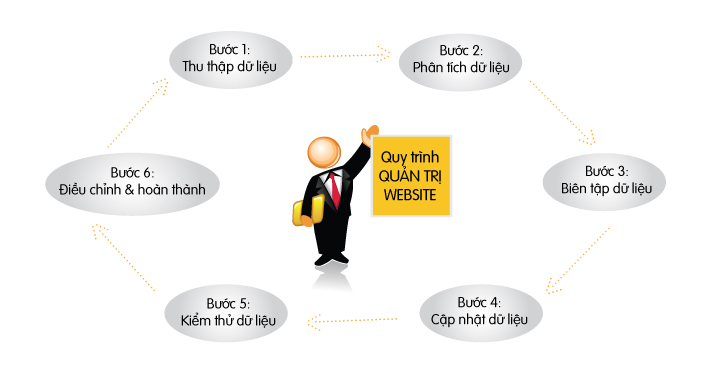 Bước 1:
Thu thập dữ liệu
Bước 2:
Phân tích dữ liệu
Bước 3:
Biên tập dữ liệu
Bước 4:
Cập nhật dữ liệu
Bước 5:
Kiểm thử dữ liệu
Bước 6:
Điều chỉnh & hoàn thành
Quy trình
QUẢN TRỊ
WEBSITE